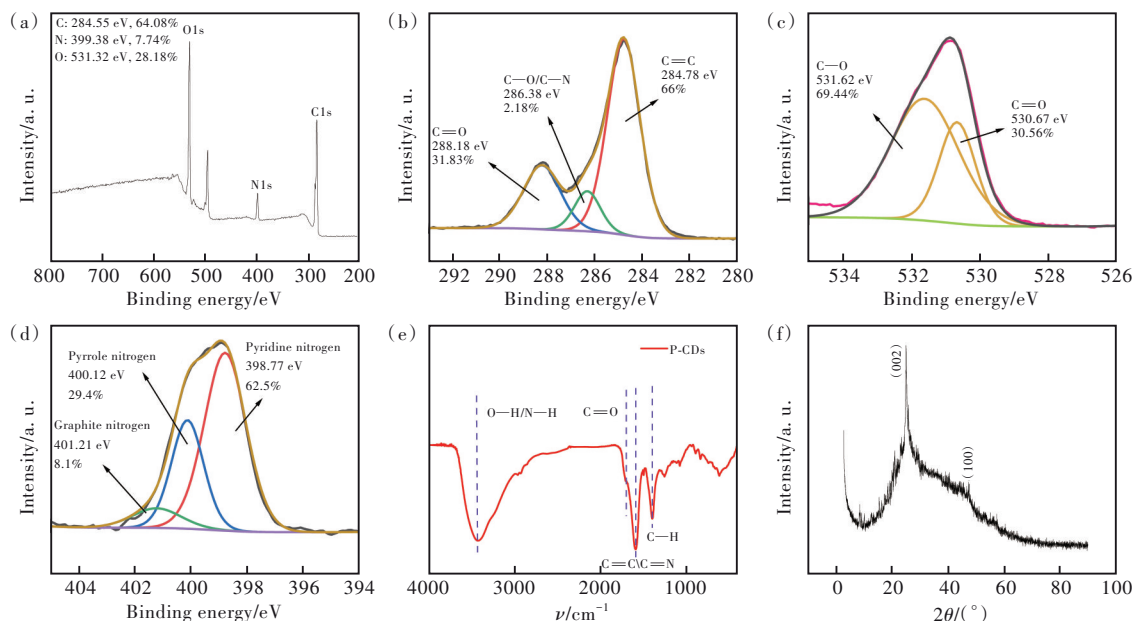 (a)
C: 284.55 eV, 64.08%
N: 399.38 eV, 7.74%
O: 531.32 eV, 28.18%
O1s
N1s
C1s
Intensity/a. u.
800 600 500 400 300 200
Binding energy/eV
(b)
C=O
288.18 eV
31.83%
C—O/C—N
286.38 eV
2.18%
C=C
284.78 eV
66%
Intensity/a. u.
292 290 288 286 284 282 280
Binding energy/eV
(c)
C—O
531.62 eV
69.44%
C=O
530.67 eV
30.56%
Intensity/a. u.
534 532 530 528 526
Binding energy/eV
(d)
Pyrrole nitrogen
400.12 eV
29.4%
Graphite nitrogen
401.21 eV
8.1%
Pyridine nitrogen
398.77 eV
62.5%
Intensity/a. u.
404 402 400 398 396 394
Binding energy/eV
(e)
P-CDs
O—H/N—H
C=O
C—H
C=C\C=N
Intensity/a. u.
4000 3000 2000 1000
ν/cm⁻¹
(f)
(002)
(100)
Intensity/a. u.
0 20 40 60 80 100
2θ/(°)